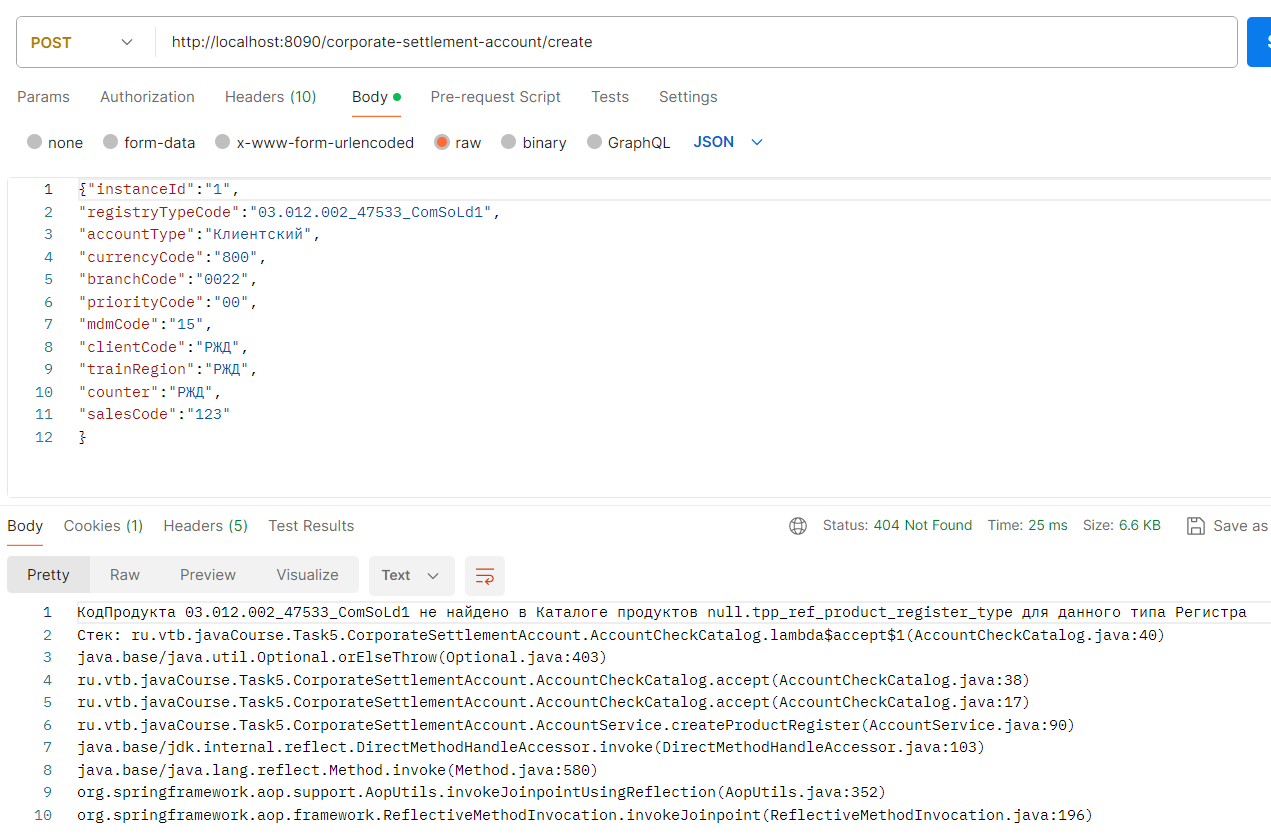 POST http://localhost:8090/corporate-settlement-account/create
Params Authorization Headers (10) Body Pre-request Script Tests Settings
none form-data x-www-form-urlencoded raw binary GraphQL JSON
1 {"instanceId":"1",
2 "registryTypeCode":"03.012.002_47533_ComSoLd1",
3 "accountType":"Клиентский",
4 "currencyCode":"800",
5 "branchCode":"0022",
6 "priorityCode":"00",
7 "mdmCode":"15",
8 "clientCode":"РЖД",
9 "trainRegion":"РЖД",
10 "counter":"РЖД",
11 "salesCode":"123"
12 }
Body Cookies (1) Headers (5) Test Results Status: 404 Not Found Time: 25 ms Size: 6.6 KB Save as
Pretty Raw Preview Visualize Text
1 КодПродукта 03.012.002_47533_ComSoLd1 не найдено в Каталоге продуктов null.tpp_ref_product_register_type для данного типа Регистра
2 Стек: ru.vtb.javaCourse.Task5.CorporateSettlementAccount.AccountCheckCatalog.lambda$accept$1(AccountCheckCatalog.java:40)
3 java.base/java.util.Optional.orElseThrow(Optional.java:403)
4 ru.vtb.javaCourse.Task5.CorporateSettlementAccount.AccountCheckCatalog.accept(AccountCheckCatalog.java:38)
5 ru.vtb.javaCourse.Task5.CorporateSettlementAccount.AccountCheckCatalog.accept(AccountCheckCatalog.java:17)
6 ru.vtb.javaCourse.Task5.CorporateSettlementAccount.AccountService.createProductRegister(AccountService.java:90)
7 java.base/jdk.internal.reflect.DirectMethodHandleAccessor.invoke(DirectMethodHandleAccessor.java:103)
8 java.base/java.lang.reflect.Method.invoke(Method.java:580)
9 org.springframework.aop.support.AopUtils.invokeJoinpointUsingReflection(AopUtils.java:352)
10 org.springframework.aop.framework.ReflectiveMethodInvocation.invokeJoinpoint(ReflectiveMethodInvocation.java:196)